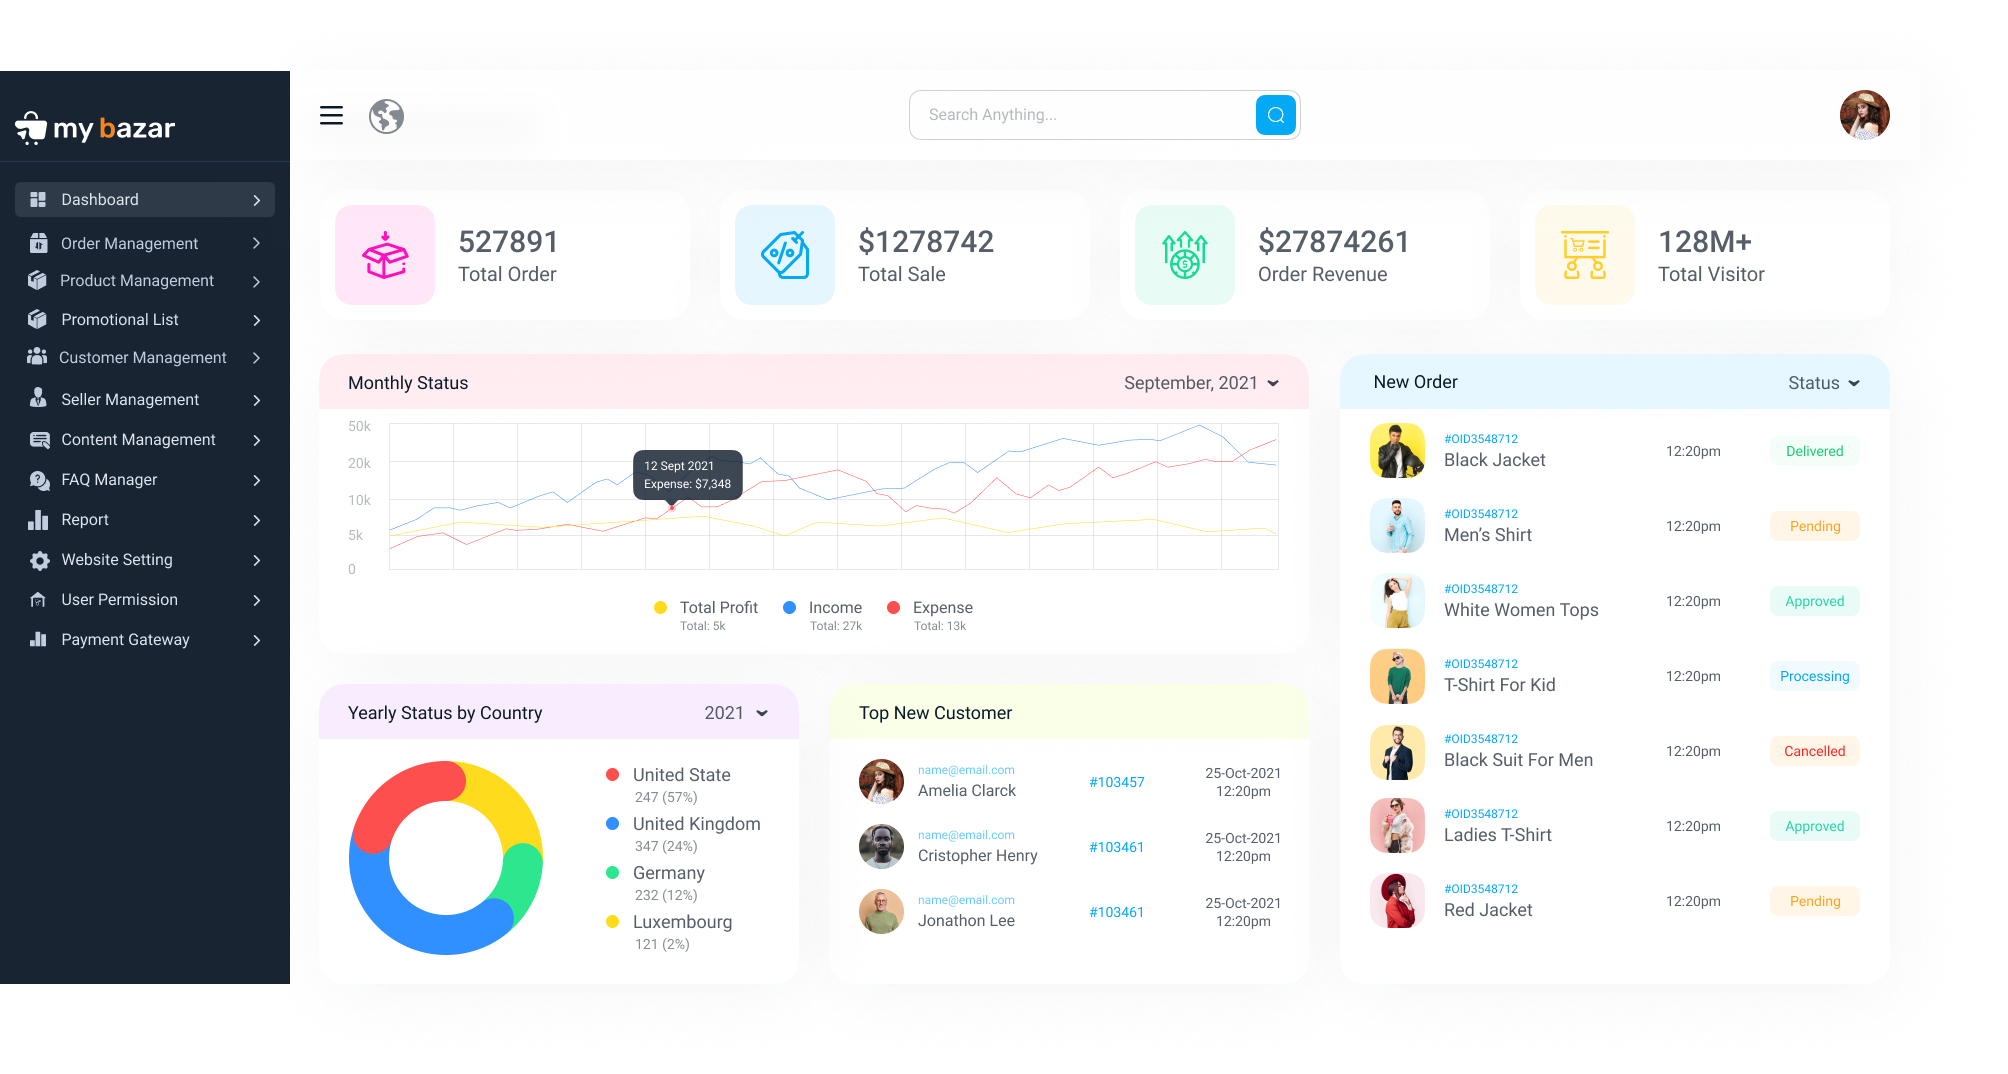 my bazar
Dashboard
Order Management
Product Management
Promotional List
Customer Management
Seller Management
Content Management
FAQ Manager
Report
Website Setting
User Permission
Payment Gateway
Search Anything...
527891
Total Order
$1278742
Total Sale
$27874261
Order Revenue
128M+
Total Visitor
Monthly Status
September, 2021
50k
20k
10k
5k
0
12 Sept 2021
Expense: $7,348
Total Profit
Total: 5k
Income
Total: 27k
Expense
Total: 13k
Yearly Status by Country
2021
United State
247 (57%)
United Kingdom
347 (24%)
Germany
232 (12%)
Luxembourg
121 (2%)
Top New Customer
name@email.com
Amelia Clarck
#103457
25-Oct-2021
12:20pm
name@email.com
Cristopher Henry
#103461
25-Oct-2021
12:20pm
name@email.com
Jonathon Lee
#103461
25-Oct-2021
12:20pm
New Order
Status
#OID3548712
Black Jacket
12:20pm
Delivered
#OID3548712
Men’s Shirt
12:20pm
Pending
#OID3548712
White Women Tops
12:20pm
Approved
#OID3548712
T-Shirt For Kid
12:20pm
Processing
#OID3548712
Black Suit For Men
12:20pm
Cancelled
#OID3548712
Ladies T-Shirt
12:20pm
Approved
#OID3548712
Red Jacket
12:20pm
Pending